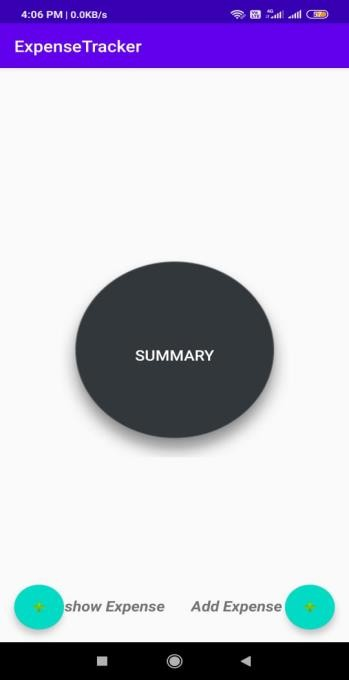 4:06 PM | 0.0KB/s
ExpenseTracker
SUMMARY
show Expense Add Expense